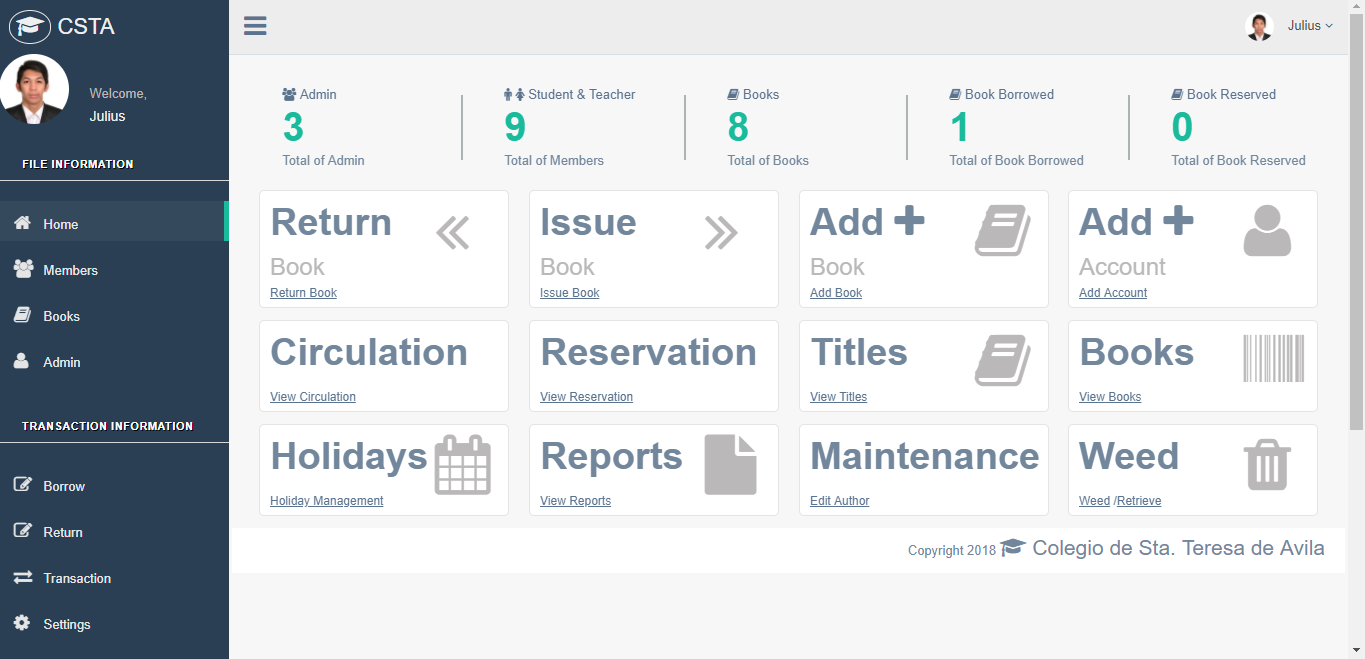 CSTA
Welcome,
Julius
FILE INFORMATION
Home
Members
Books
Admin
TRANSACTION INFORMATION
Borrow
Return
Transaction
Settings
Julius
Admin
3
Total of Admin
Student & Teacher
9
Total of Members
Books
8
Total of Books
Book Borrowed
1
Total of Book Borrowed
Book Reserved
0
Total of Book Reserved
Return
Book
Return Book
Issue
Book
Issue Book
Add
Book
Add Book
Add
Account
Add Account
Circulation
View Circulation
Reservation
View Reservation
Titles
View Titles
Books
View Books
Holidays
Holiday Management
Reports
View Reports
Maintenance
Edit Author
Weed
Weed /Retrieve
Copyright 2018 Colegio de Sta. Teresa de Avila